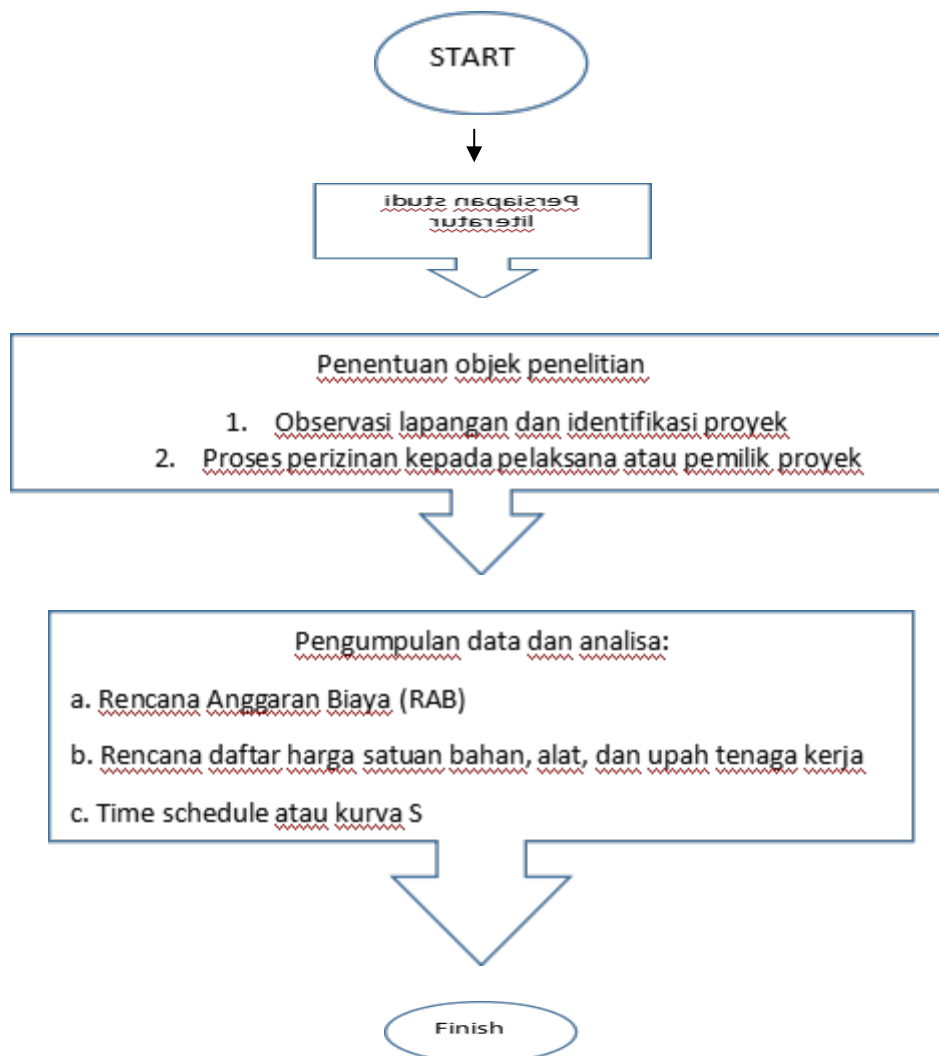 START
Persiapan studi
literatur
Penentuan objek penelitian
1. Observasi lapangan dan identifikasi proyek
2. Proses perizinan kepada pelaksana atau pemilik proyek
Pengumpulan data dan analisa:
a. Rencana Anggaran Biaya (RAB)
b. Rencana daftar harga satuan bahan, alat, dan upah tenaga kerja
c. Time schedule atau kurva S
Finish